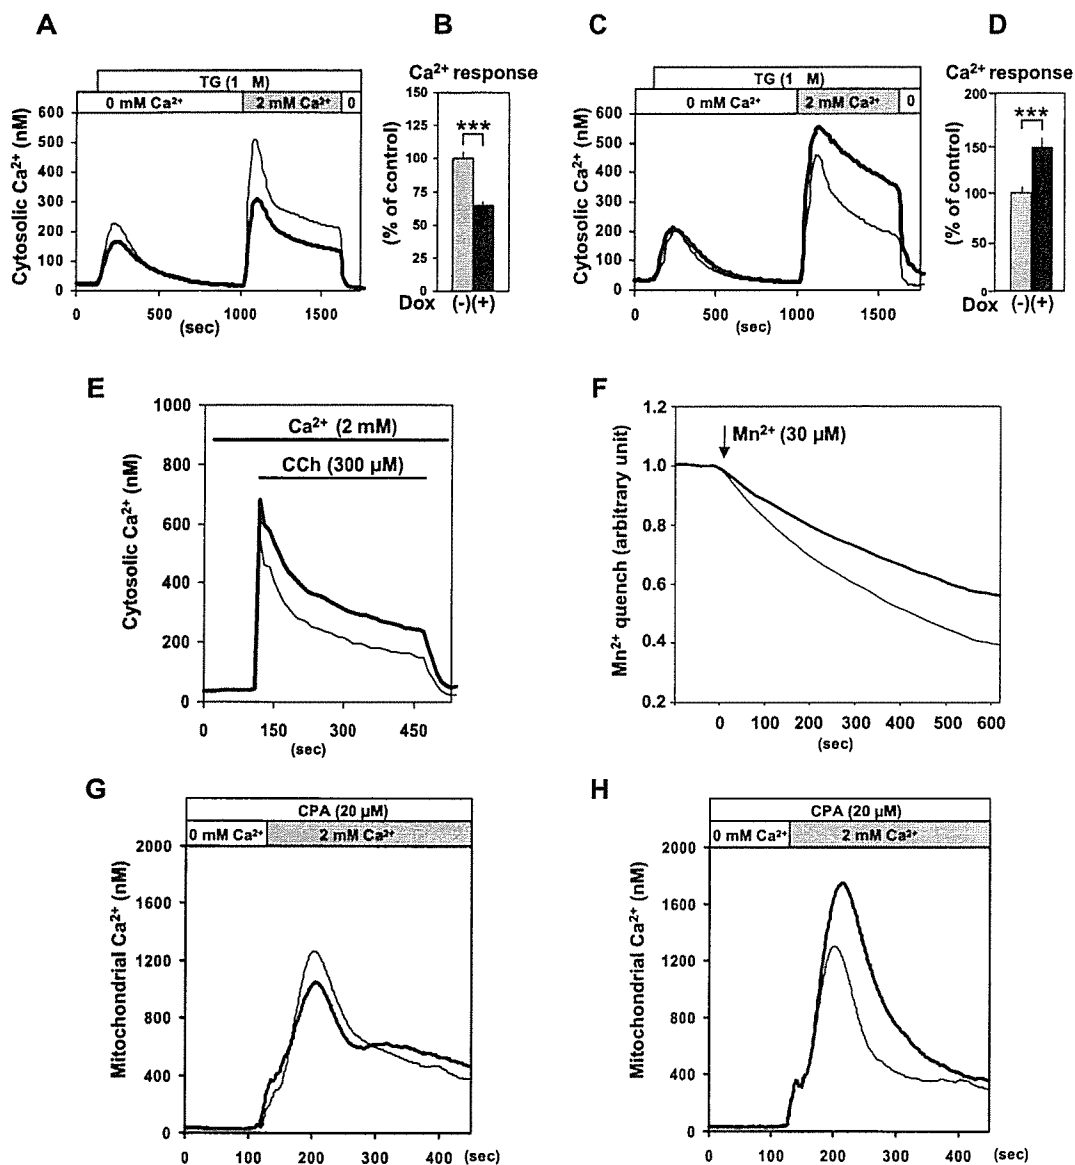 A
TG (1 M)
0 mM Ca²⁺ 2 mM Ca²⁺ 0
Cytosolic Ca²⁺ (nM)
600
500
400
300
200
100
0
0 500 1000 1500
(sec)
B
Ca²⁺ response
(% of control)
150
125
100
75
50
25
0
***
Dox (-)(+)
C
TG (1 M)
0 mM Ca²⁺ 2 mM Ca²⁺ 0
Cytosolic Ca²⁺ (nM)
600
500
400
300
200
100
0
0 500 1000 1500
(sec)
D
Ca²⁺ response
(% of control)
200
150
100
50
0
***
Dox (-)(+)
E
Cytosolic Ca²⁺ (nM)
1000
800
600
400
200
0
Ca²⁺ (2 mM)
CCh (300 µM)
0 150 300 450
(sec)
F
Mn²⁺ quench (arbitrary unit)
1.2
1.0
0.8
0.6
0.4
0.2
Mn²⁺ (30 µM)
0 100 200 300 400 500 600
(sec)
G
CPA (20 µM)
0 mM Ca²⁺ 2 mM Ca²⁺
Mitochondrial Ca²⁺ (nM)
2000
1600
1200
800
400
0
0 100 200 300 400 (sec)
H
CPA (20 µM)
0 mM Ca²⁺ 2 mM Ca²⁺
Mitochondrial Ca²⁺ (nM)
2000
1600
1200
800
400
0
0 100 200 300 400 (sec)